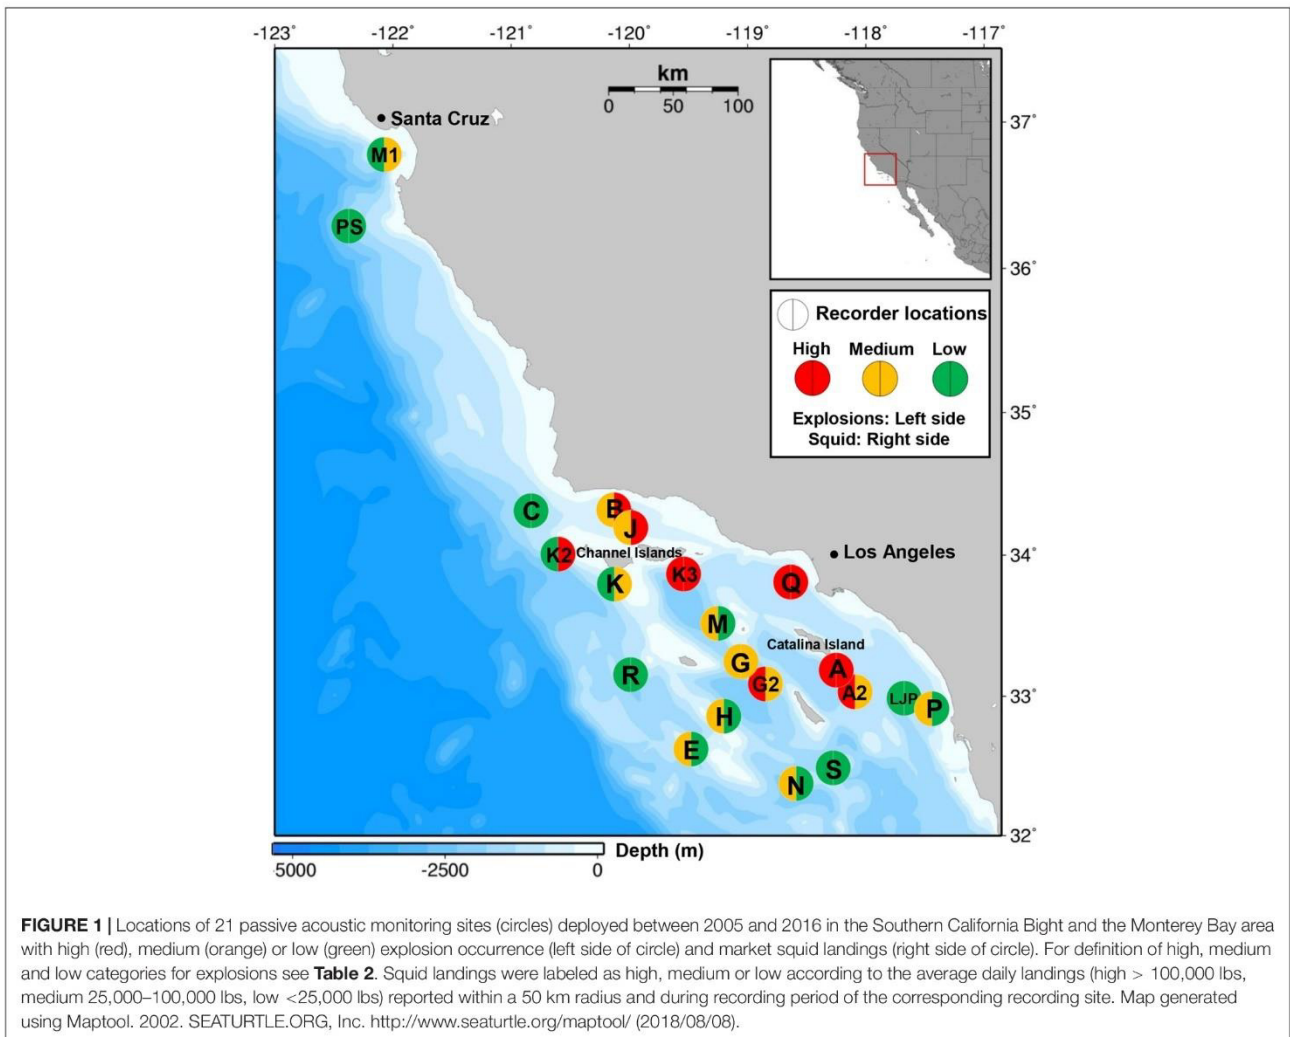 -123° -122° -121° -120° -119° -118° -117°
km
0 50 100
Santa Cruz
37°
M1
PS
36°
Recorder locations
High Medium Low
Explosions: Left side
Squid: Right side
35°
C B
J
K2 Channel Islands
34°
Los Angeles
K K3 Q
M
Catalina Island
G A
R G2 A2 LJP
33°
H P
E
N S
32°
5000 -2500 0 Depth (m)
FIGURE 1 | Locations of 21 passive acoustic monitoring sites (circles) deployed between 2005 and 2016 in the Southern California Bight and the Monterey Bay area
with high (red), medium (orange) or low (green) explosion occurrence (left side of circle) and market squid landings (right side of circle). For definition of high, medium
and low categories for explosions see Table 2. Squid landings were labeled as high, medium or low according to the average daily landings (high > 100,000 lbs,
medium 25,000–100,000 lbs, low <25,000 lbs) reported within a 50 km radius and during recording period of the corresponding recording site. Map generated
using Maptool. 2002. SEATURTLE.ORG, Inc. http://www.seaturtle.org/maptool/ (2018/08/08).